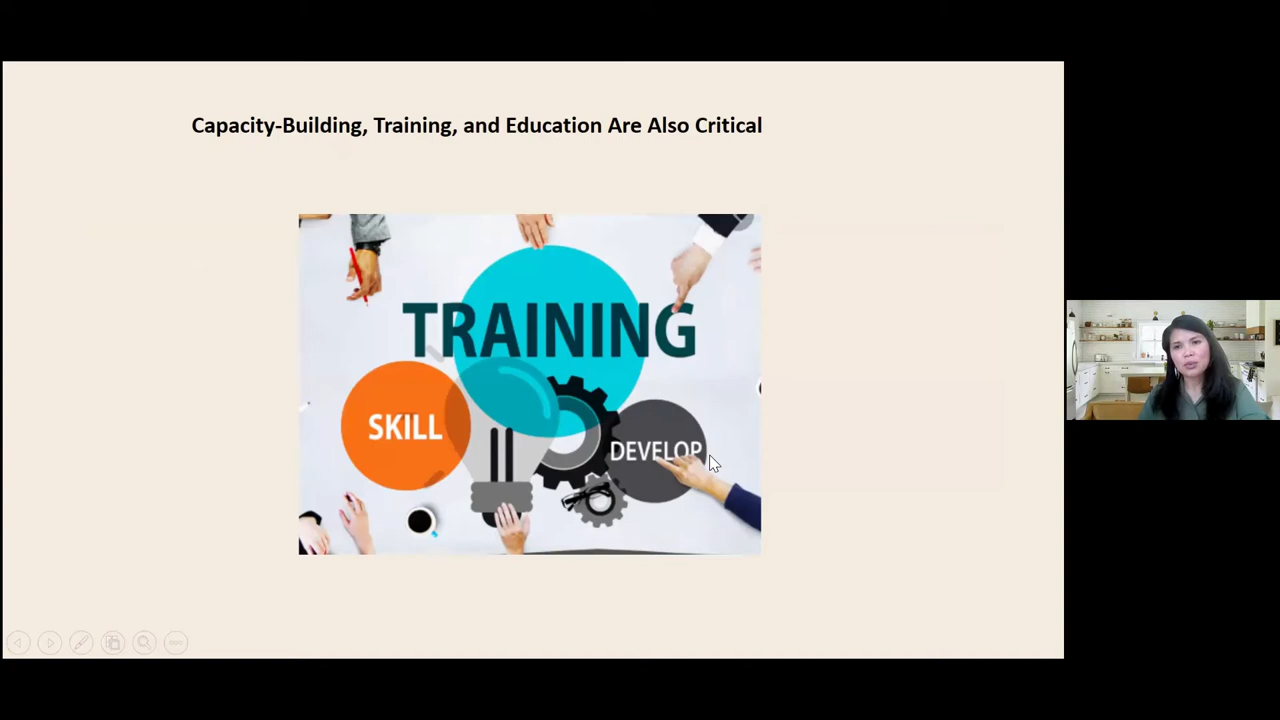 Capacity-Building, Training, and Education Are Also Critical
TRAINING
SKILL
DEVELOP